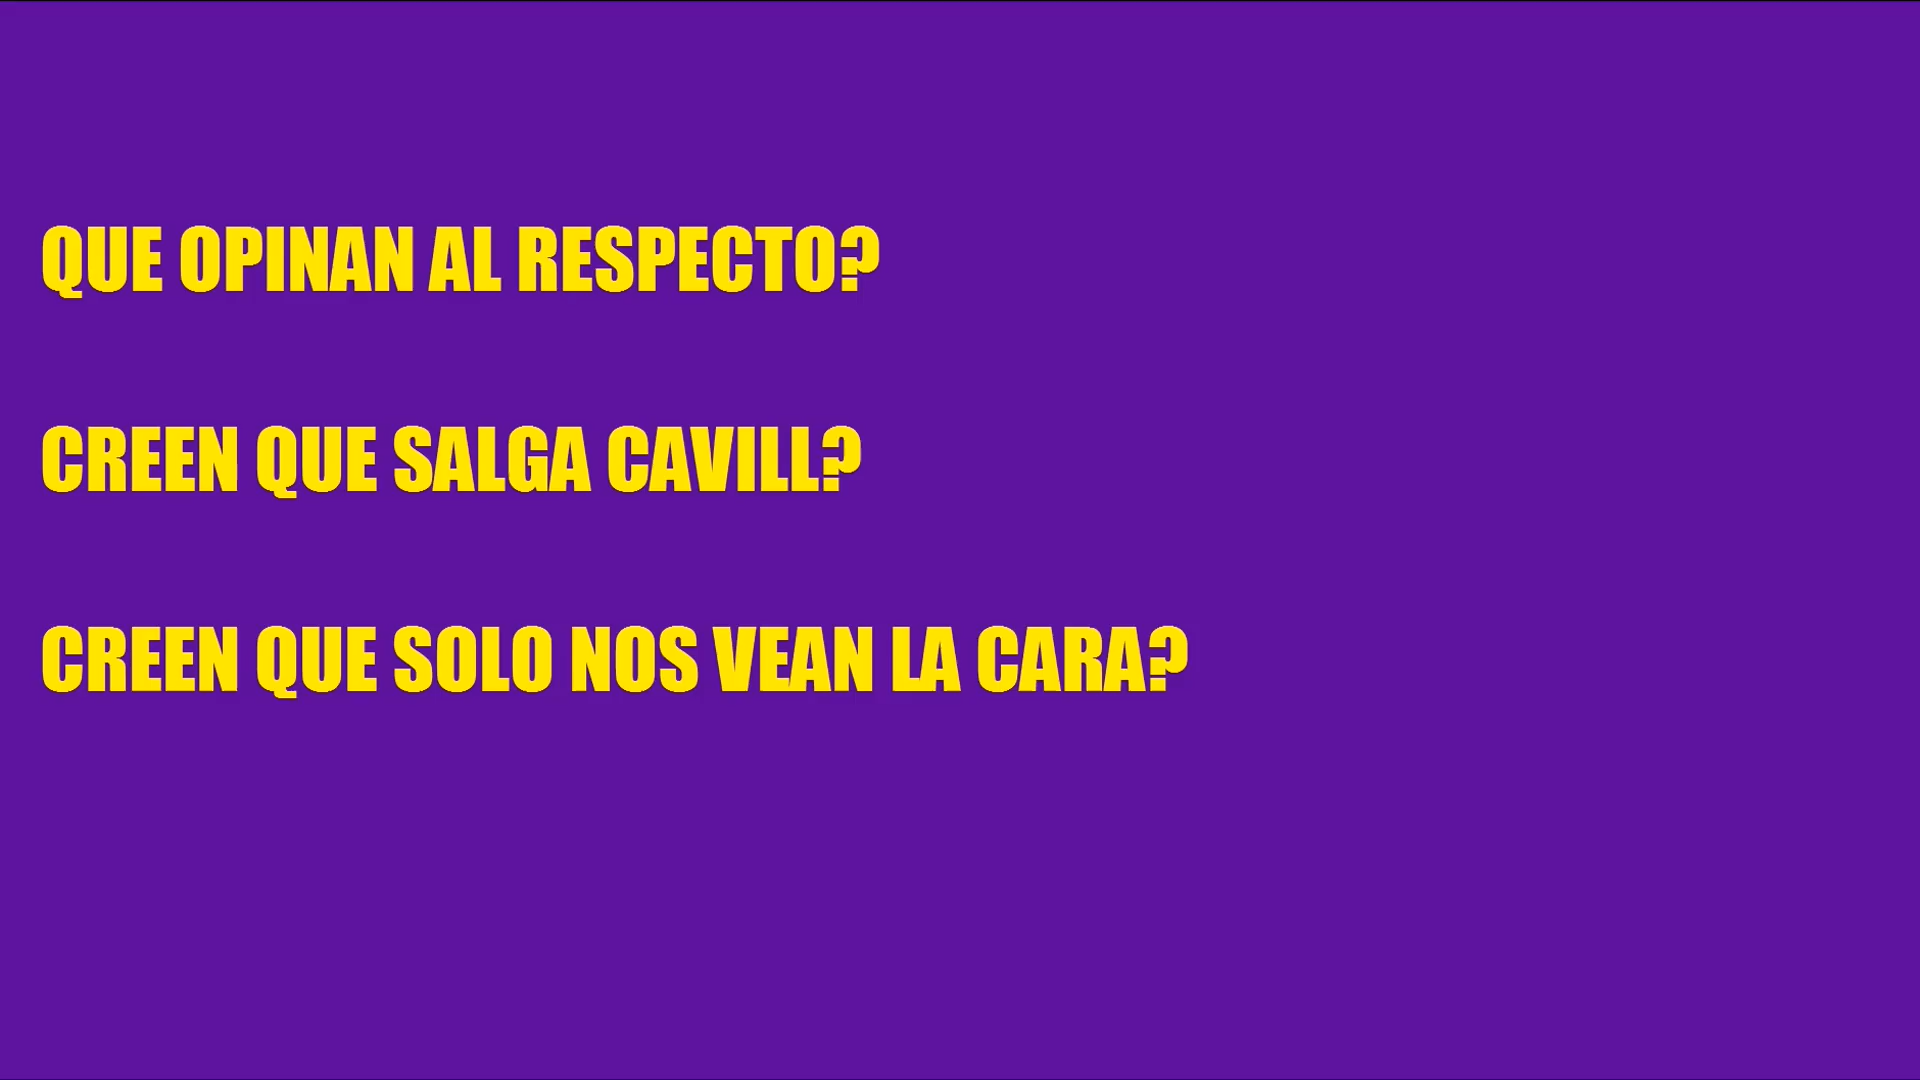 QUE OPINAN AL RESPECTO?
CREEN QUE SALGA CAVILL?
CREEN QUE SOLO NOS VEAN LA CARA?